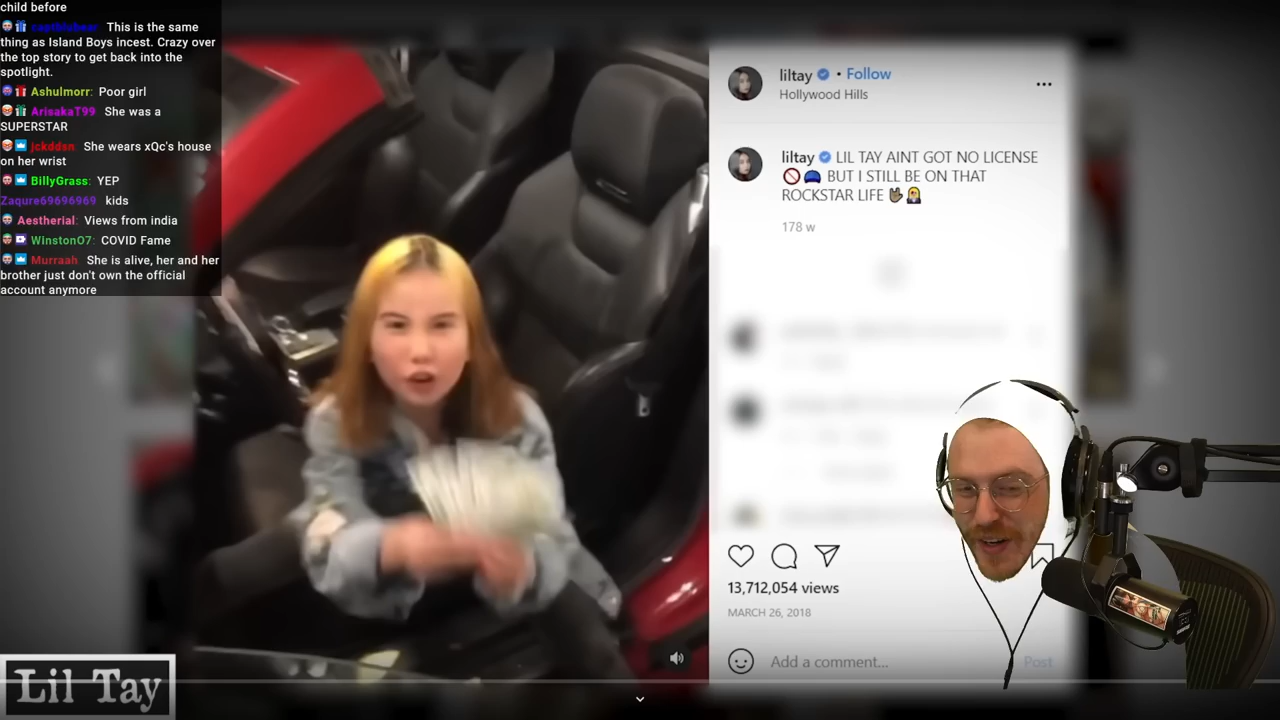 child before
saptblubear This is the same
thing as Island Boys incest. Crazy over
the top story to get back into the
spotlight.
Ashulmorr: Poor girl
ArisakaT99 She was a
SUPERSTAR
jckddsn She wears xQc's house
on her wrist
BillyGrass: YEP
Zaqure69696969 kids
Aestherial: Views from india
WinstonO7: COVID Fame
Murraah She is alive, her and her
brother just don't own the official
account anymore
liltay • Follow
Hollywood Hills
liltay LIL TAY AINT GOT NO LICENSE
🚫🧢 BUT I STILL BE ON THAT
ROCKSTAR LIFE
178 w
13,712,054 views
MARCH 26, 2018
Add a comment... Post
Lil Tay